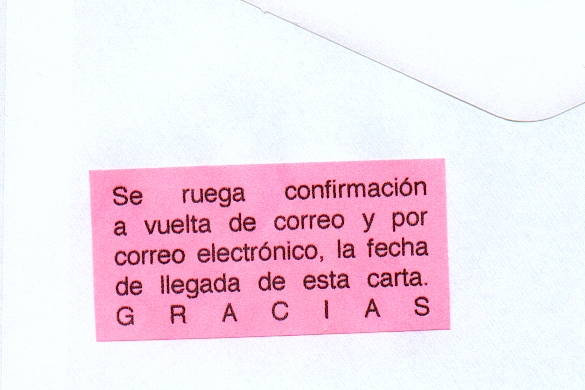 Se ruega confirmación
a vuelta de correo y por
correo electrónico, la fecha
de llegada de esta carta.
G R A C I A S